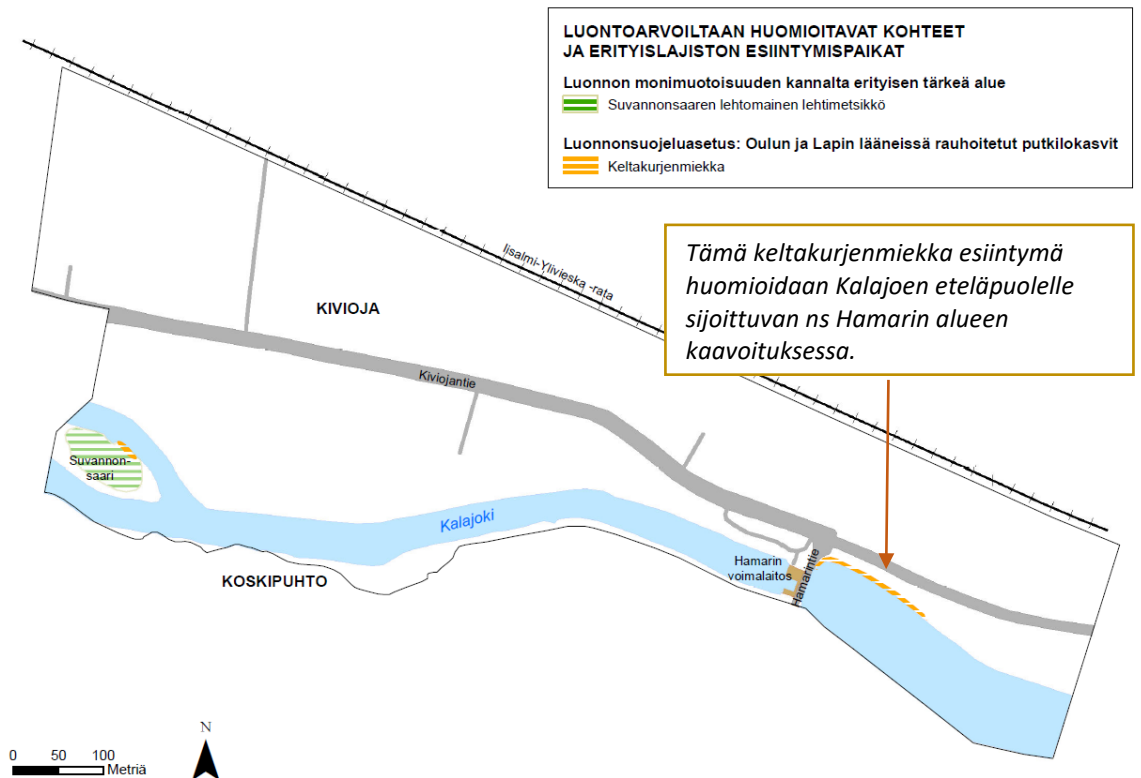 LUONTOARVOILTAAN HUOMIOITAVAT KOHTEET
JA ERITYISLAJISTON ESIINTYMISPAIKAT
Luonnon monimuotoisuuden kannalta erityisen tärkeä alue
Suvannonsaaren lehtomainen lehtimetsikkö
Luonnonsuojeluasetus: Oulun ja Lapin lääneissä rauhoitetut putkilokasvit
Keltakurjenmiekka
Tämä keltakurjenmiekka esiintymä
huomioidaan Kalajoen eteläpuolelle
sijoittuvan ns Hamarin alueen
kaavoituksessa.
Iisalmi-Ylivieska -rata
KIVIOJA
Kiviojantie
Suvannon-
saari
Kalajoki
Hamarin
voimalaitos
Hamarintie
KOSKIPUHTO
N
0 50 100
Metriä